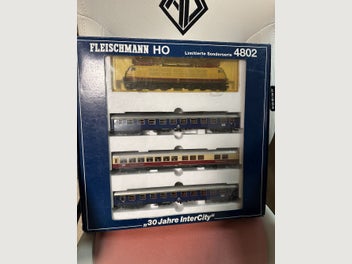 FLEISCHMANN HO Limitierte Sonderserie 4802
„30 Jahre InterCity"